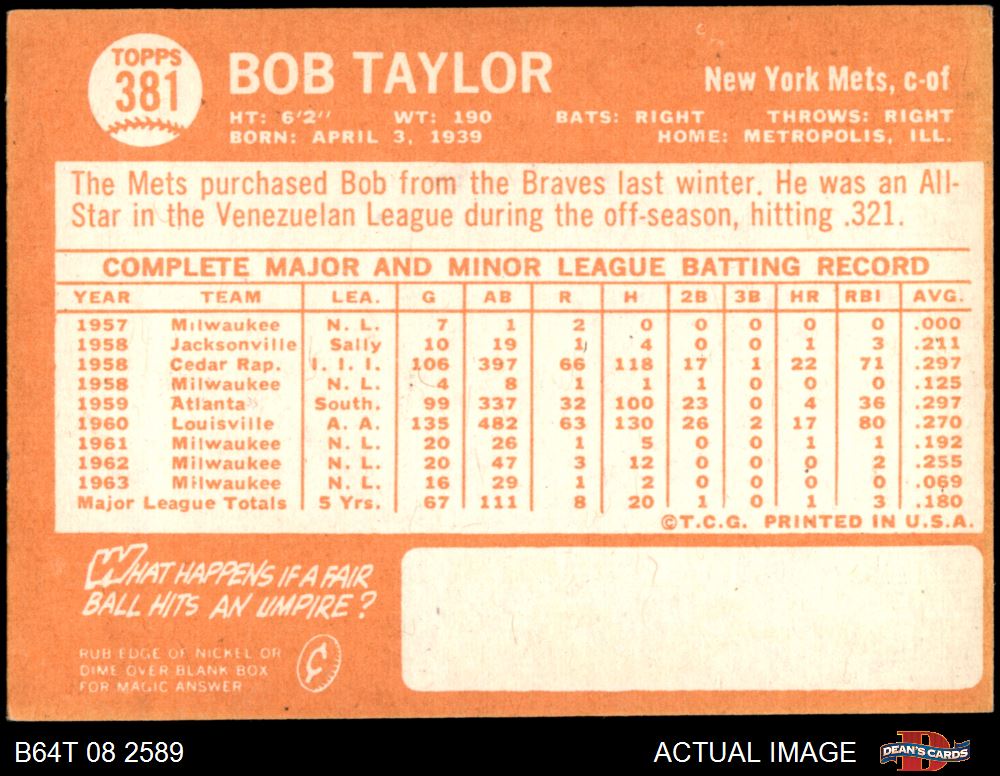 TOPPS
381
BOB TAYLOR
New York Mets, c-of
HT: 6'2" WT: 190 BATS: RIGHT THROWS: RIGHT
BORN: APRIL 3, 1939 HOME: METROPOLIS, ILL.
The Mets purchased Bob from the Braves last winter. He was an All-
Star in the Venezuelan League during the off-season, hitting .321.
COMPLETE MAJOR AND MINOR LEAGUE BATTING RECORD
YEAR TEAM LEA. G AB R H 2B 3B HR RBI AVG.
1957 Milwaukee N. L. 7 1 2 0 0 0 0 0 .000
1958 Jacksonville Sally 10 19 1 4 0 0 1 3 .211
1958 Cedar Rap. I. I. I. 106 397 66 118 17 1 22 71 .297
1958 Milwaukee N. L. 4 8 1 1 1 0 0 0 .125
1959 Atlanta South. 99 337 32 100 23 0 4 36 .297
1960 Louisville A. A. 135 482 63 130 26 2 17 80 .270
1961 Milwaukee N. L. 20 26 1 5 0 0 1 1 .192
1962 Milwaukee N. L. 20 47 3 12 0 0 0 2 .255
1963 Milwaukee N. L. 16 29 1 2 0 0 0 0 .069
Major League Totals 5 Yrs. 67 111 8 20 1 0 1 3 .180
©T.C.G. PRINTED IN U.S.A.
WHAT HAPPENS IF A FAIR
BALL HITS AN UMPIRE?
RUB EDGE OF NICKEL OR
DIME OVER BLANK BOX
FOR MAGIC ANSWER
¢
B64T 08 2589
ACTUAL IMAGE
D
DEAN'S CARDS